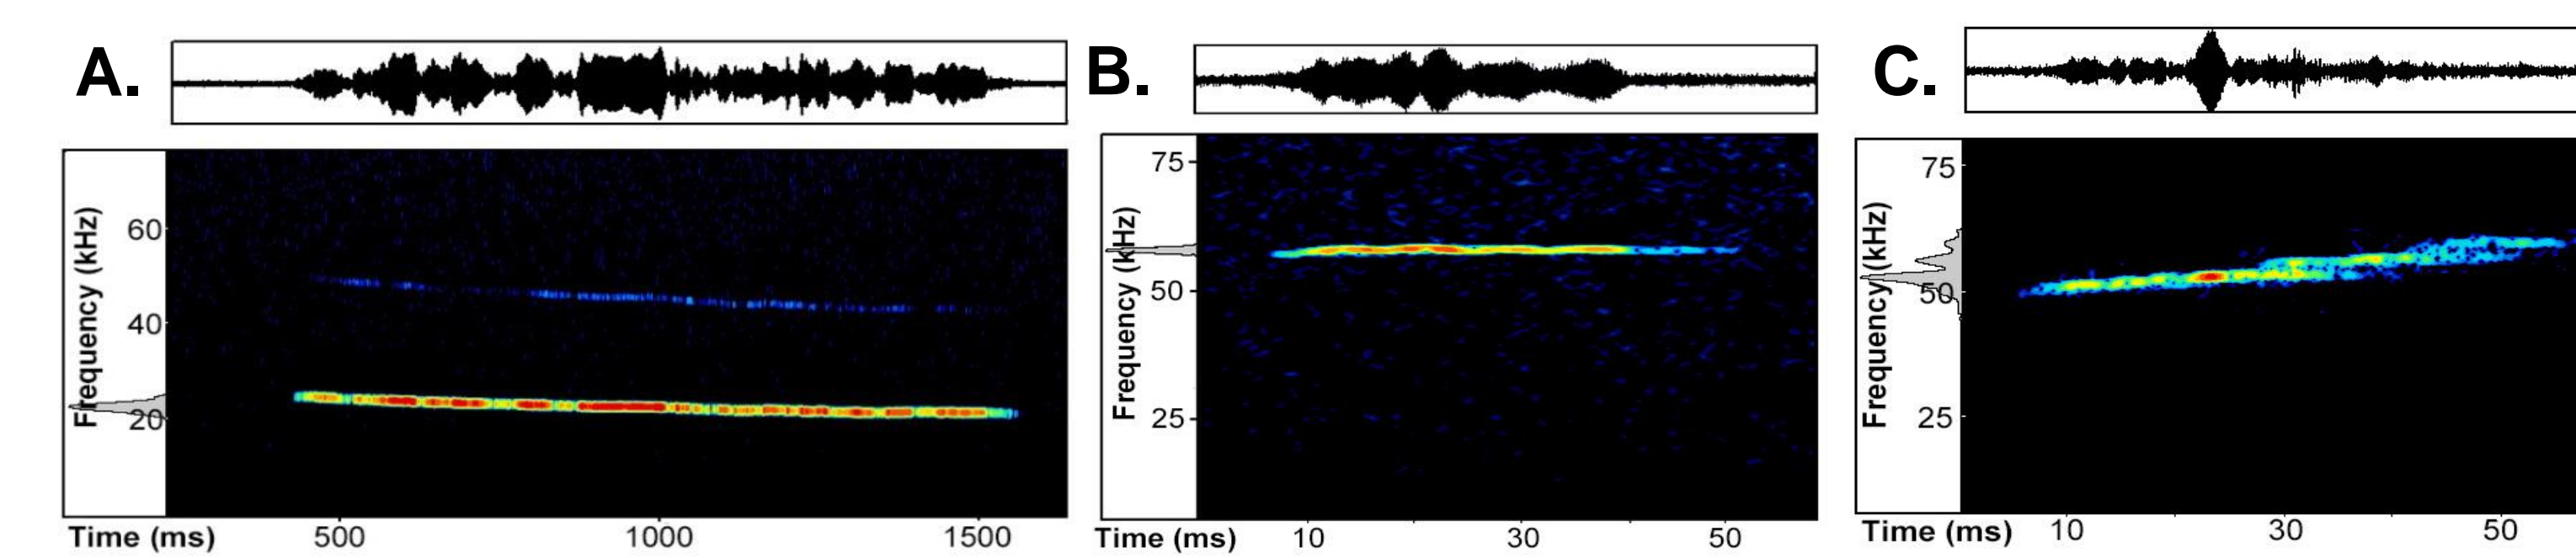 A.
Frequency (kHz)
60
40
20
Time (ms) 500 1000 1500
B.
Frequency (kHz)
75
50
25
Time (ms) 10 30 50
C.
Frequency (kHz)
75
50
25
Time (ms) 10 30 50